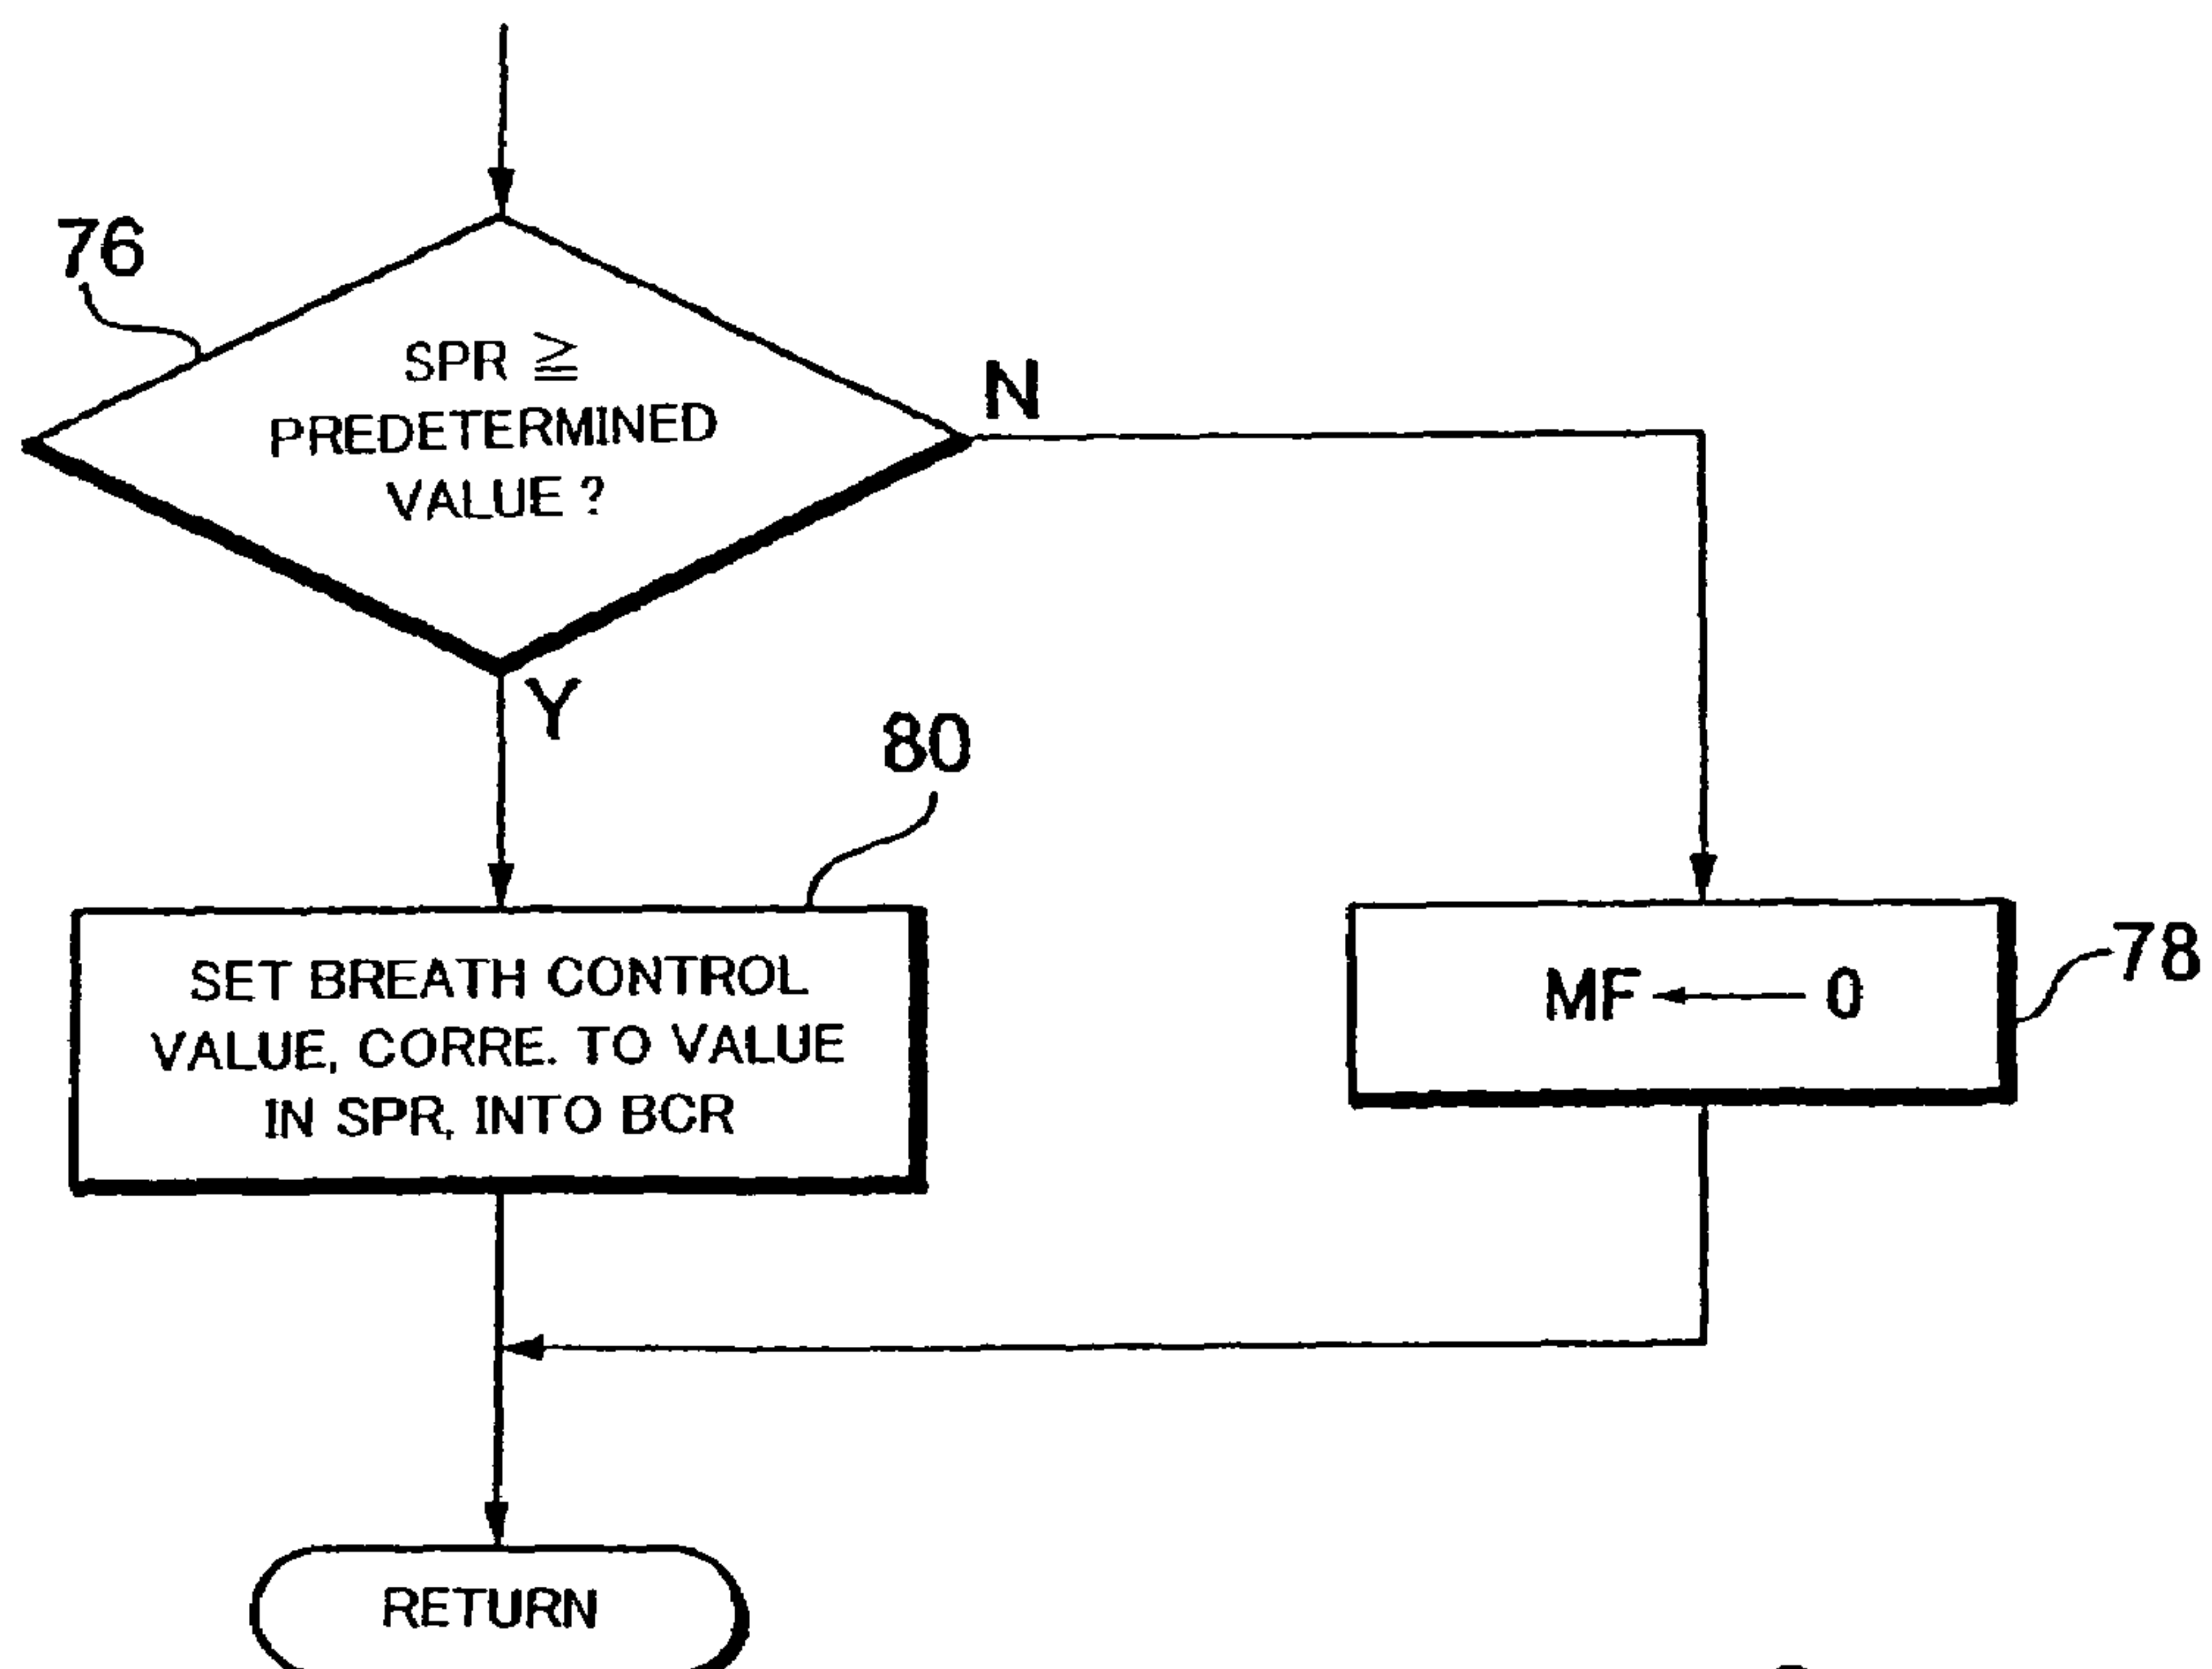 76
SPR ≧
PREDETERMINED
VALUE ?
N
Y
80
SET BREATH CONTROL
VALUE, CORRE. TO VALUE
IN SPR, INTO BCR
MF ← 0
78
RETURN